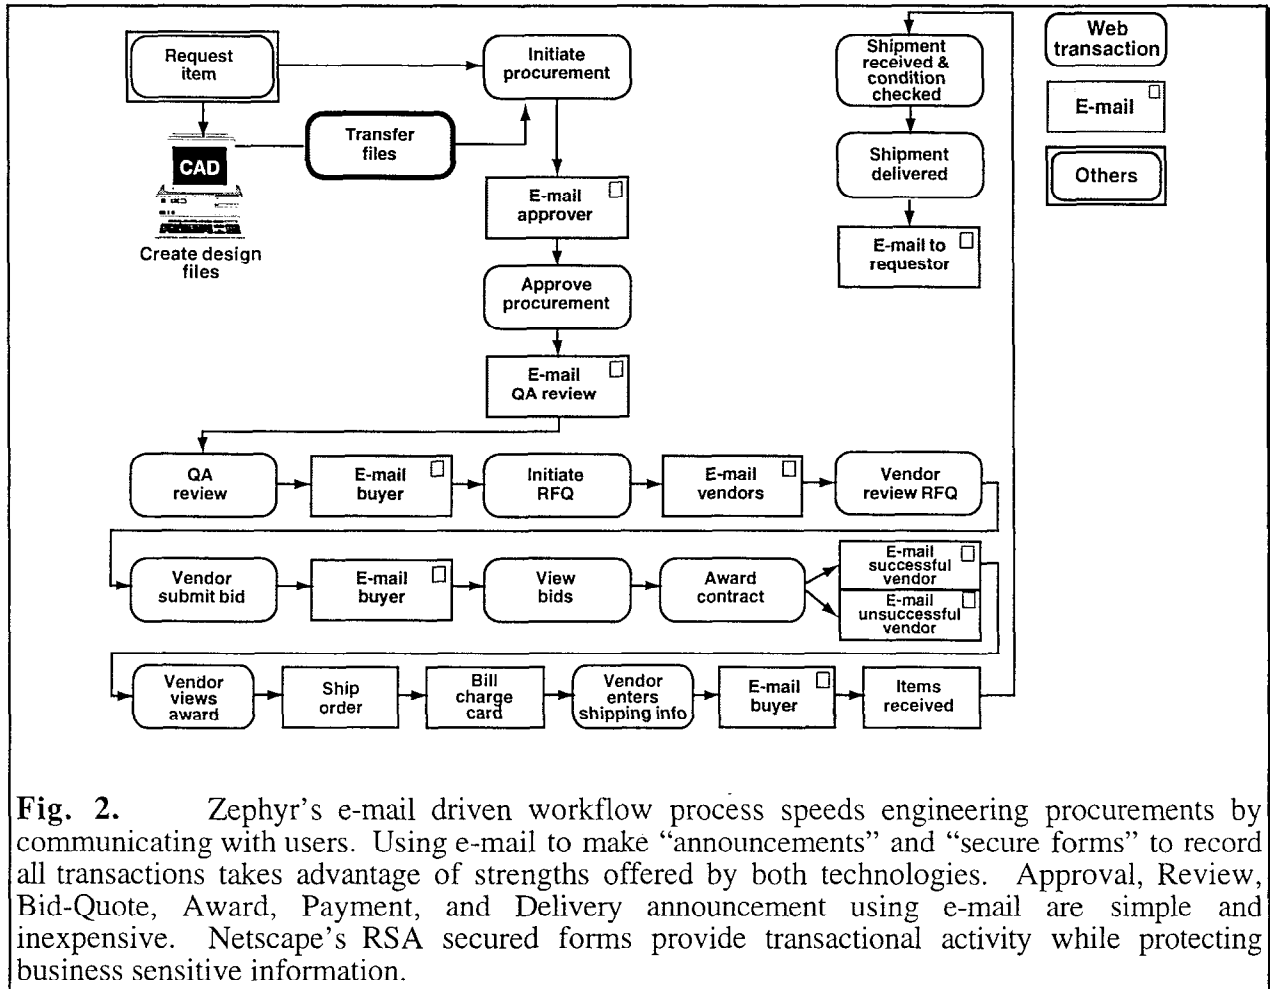 Request
item
Initiate
procurement
Shipment
received &
condition
checked
Web
transaction
E-mail
Others
Transfer
files
CAD
Create design
files
Shipment
delivered
E-mail
approver
E-mail to
requestor
Approve
procurement
E-mail
QA review
QA
review
E-mail
buyer
Initiate
RFQ
E-mail
vendors
Vendor
review RFQ
Vendor
submit bid
E-mail
buyer
View
bids
Award
contract
E-mail
successful
vendor
E-mail
unsuccessful
vendor
Vendor
views
award
Ship
order
Bill
charge
card
Vendor
enters
shipping info
E-mail
buyer
Items
received
Fig. 2. Zephyr's e-mail driven workflow process speeds engineering procurements by
communicating with users. Using e-mail to make “announcements” and “secure forms” to record
all transactions takes advantage of strengths offered by both technologies. Approval, Review,
Bid-Quote, Award, Payment, and Delivery announcement using e-mail are simple and
inexpensive. Netscape's RSA secured forms provide transactional activity while protecting
business sensitive information.